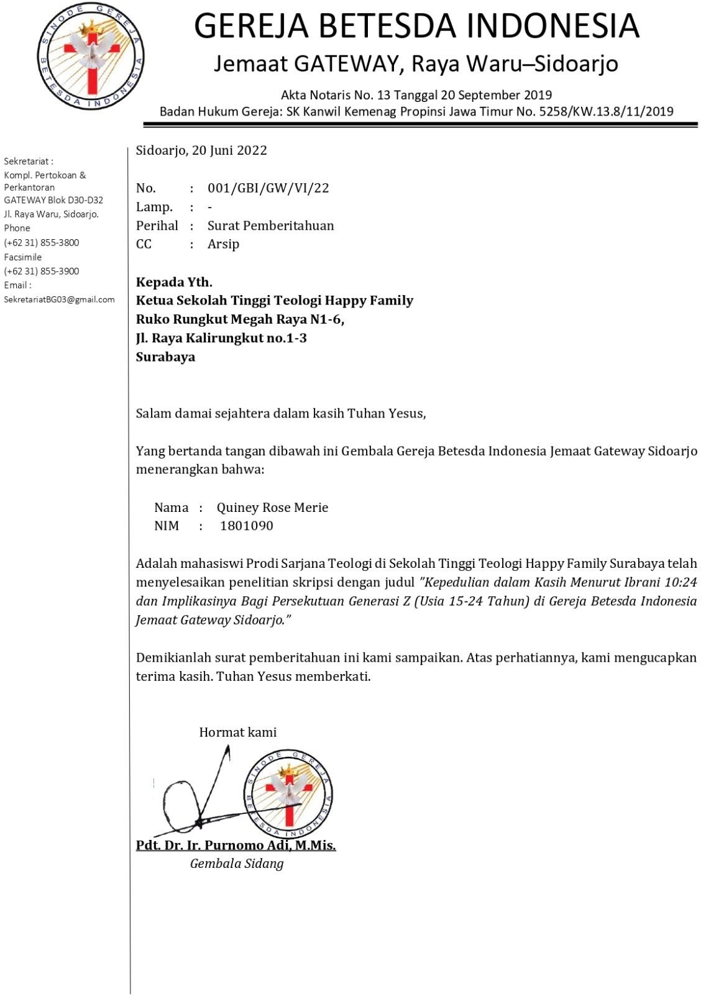 SINODE GEREJA BETESDA INDONESIA
GEREJA BETESDA INDONESIA
Jemaat GATEWAY, Raya Waru–Sidoarjo
Akta Notaris No. 13 Tanggal 20 September 2019
Badan Hukum Gereja: SK Kanwil Kemenag Propinsi Jawa Timur No. 5258/KW.13.8/11/2019
Sekretariat :
Kompl. Pertokoan &
Perkantoran
GATEWAY Blok D30-D32
Jl. Raya Waru, Sidoarjo.
Phone
(+62 31) 855-3800
Facsimile
(+62 31) 855-3900
Email :
SekretariatBG03@gmail.com
Sidoarjo, 20 Juni 2022
No. : 001/GBI/GW/VI/22
Lamp. : -
Perihal : Surat Pemberitahuan
CC : Arsip
Kepada Yth.
Ketua Sekolah Tinggi Teologi Happy Family
Ruko Rungkut Megah Raya N1-6,
Jl. Raya Kalirungkut no.1-3
Surabaya
Salam damai sejahtera dalam kasih Tuhan Yesus,
Yang bertanda tangan dibawah ini Gembala Gereja Betesda Indonesia Jemaat Gateway Sidoarjo
menerangkan bahwa:
Nama : Quiney Rose Merie
NIM : 1801090
Adalah mahasiswi Prodi Sarjana Teologi di Sekolah Tinggi Teologi Happy Family Surabaya telah
menyelesaikan penelitian skripsi dengan judul ”Kepedulian dalam Kasih Menurut Ibrani 10:24
dan Implikasinya Bagi Persekutuan Generasi Z (Usia 15-24 Tahun) di Gereja Betesda Indonesia
Jemaat Gateway Sidoarjo.”
Demikianlah surat pemberitahuan ini kami sampaikan. Atas perhatiannya, kami mengucapkan
terima kasih. Tuhan Yesus memberkati.
Hormat kami
SINODE GEREJA BETESDA INDONESIA
Pdt. Dr. Ir. Purnomo Adi, M.Mis.
Gembala Sidang